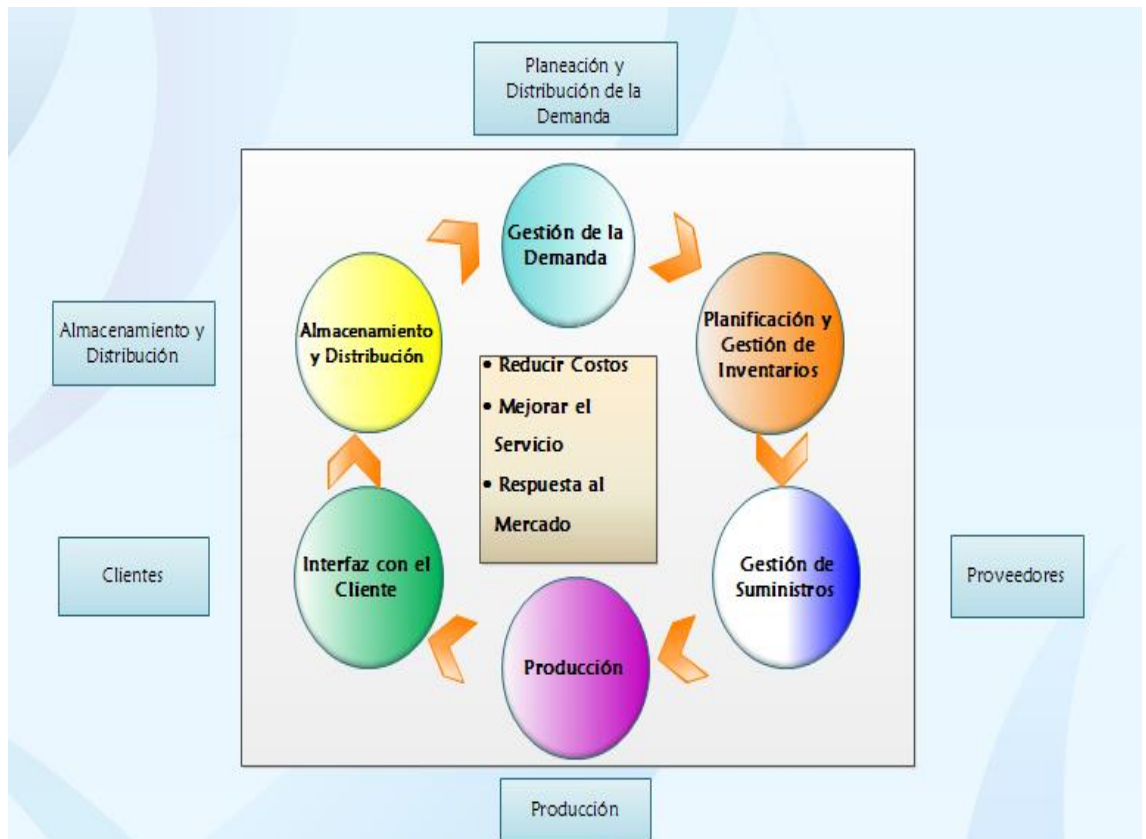 Planeación y
Distribución de la
Demanda
Gestión de la
Demanda
Almacenamiento y
Distribución
Almacenamiento
y Distribución
Planificación y
Gestión de
Inventarios
• Reducir Costos
• Mejorar el
Servicio
• Respuesta al
Mercado
Clientes
Interfaz con el
Cliente
Gestión de
Suministros
Proveedores
Producción
Producción